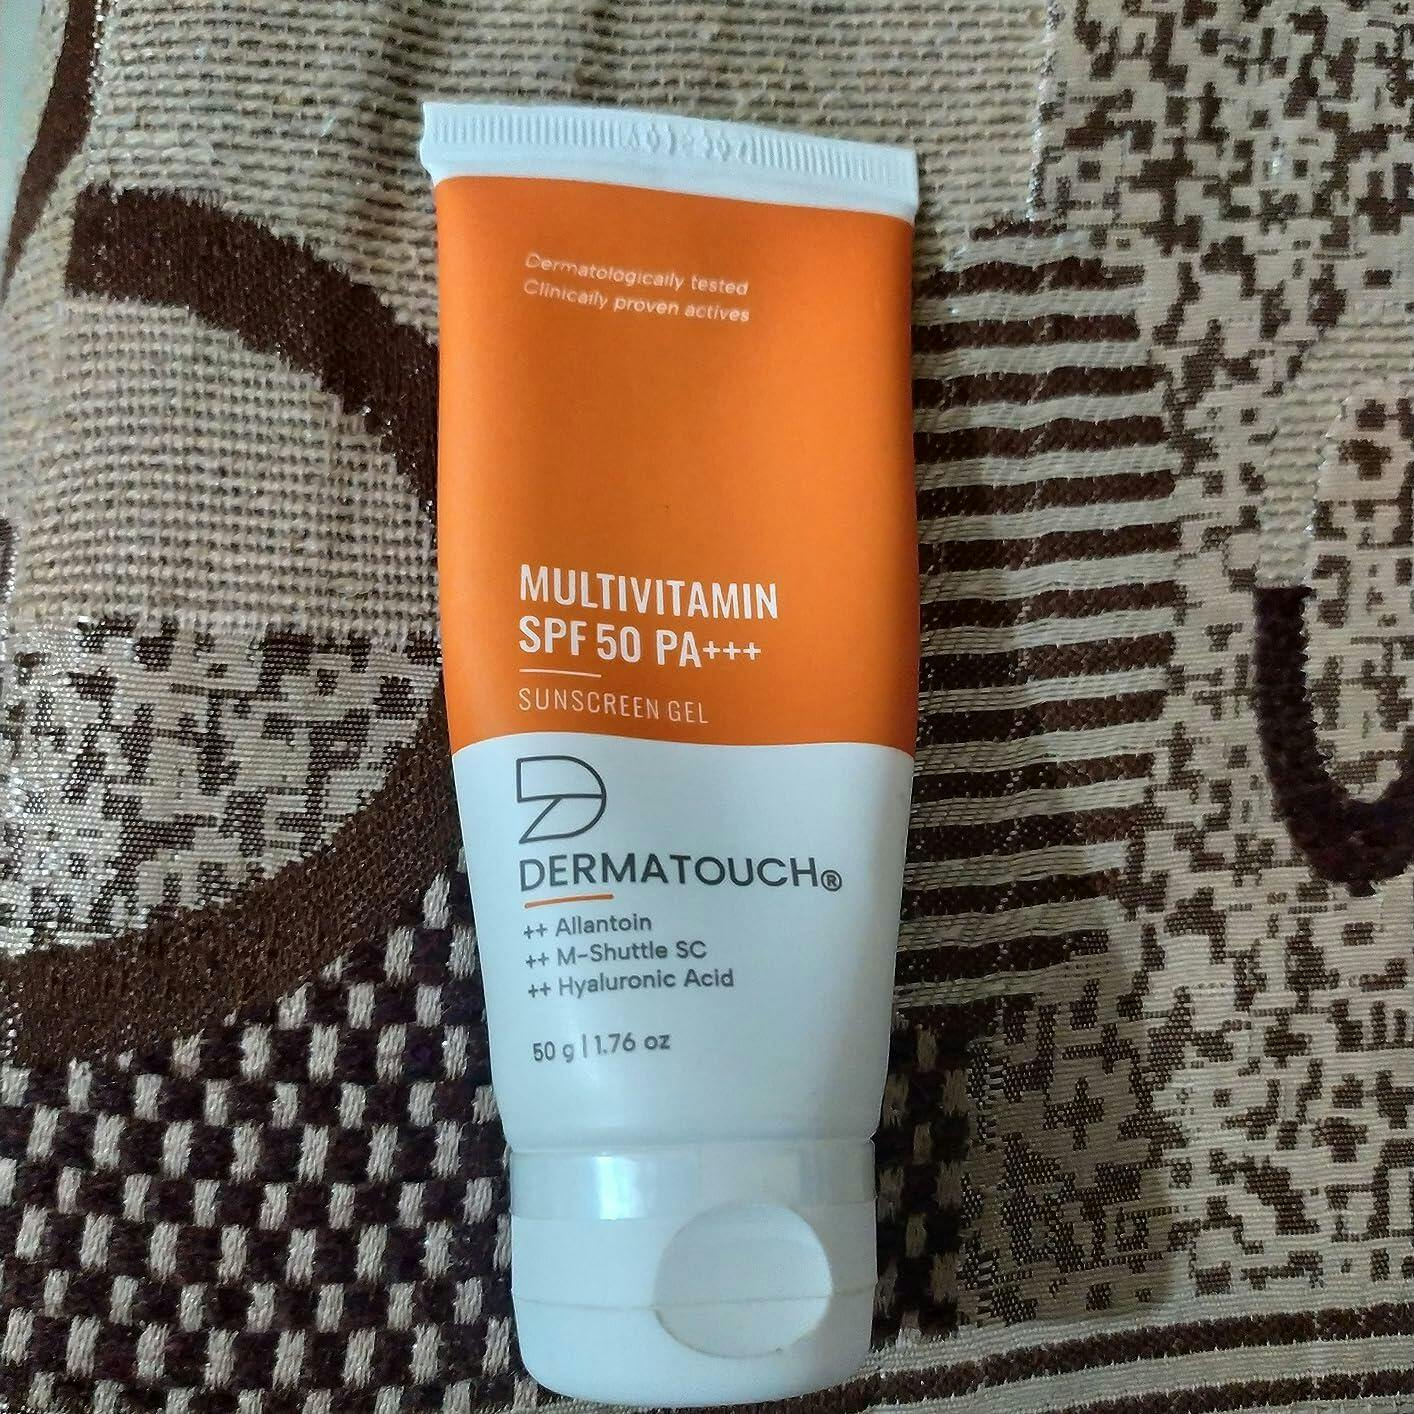 Dermatologically tested
Clinically proven actives
MULTIVITAMIN
SPF 50 PA+++
SUNSCREEN GEL
DERMATOUCH®
++ Allantoin
++ M-Shuttle SC
++ Hyaluronic Acid
50 g | 1.76 oz